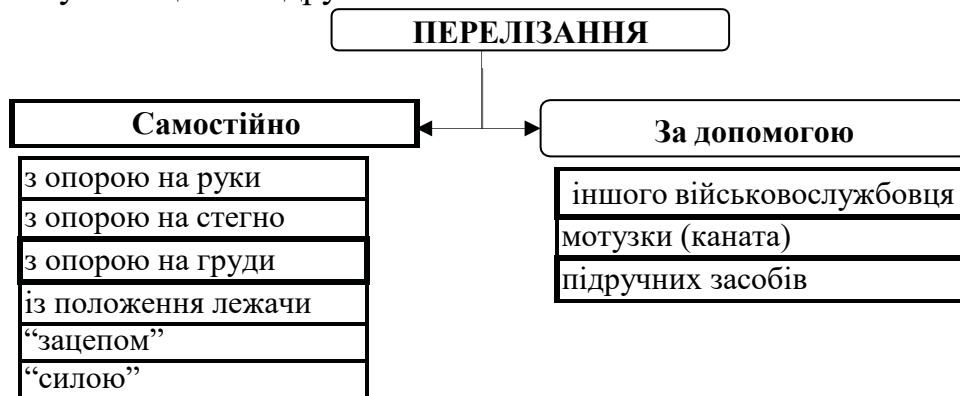 ПЕРЕЛІЗАННЯ
Самостійно
з опорою на руки
з опорою на стегно
з опорою на груди
із положення лежачи
“зацепом”
“силою”
За допомогою
іншого військовослужбовця
мотузки (каната)
підручних засобів